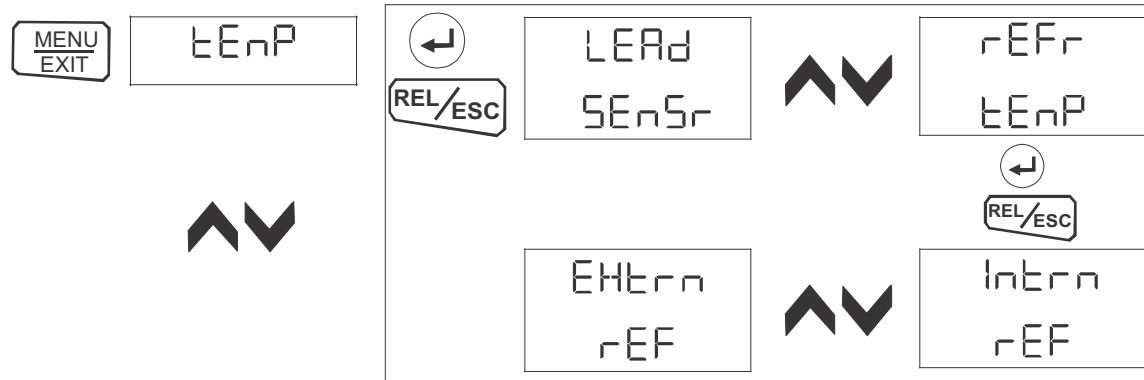 MENU
EXIT
tEnP
LEAd
SEnSr
rEFr
tEnP
REL/ESC
REL/ESC
EHtrn
rEF
Intrn
rEF